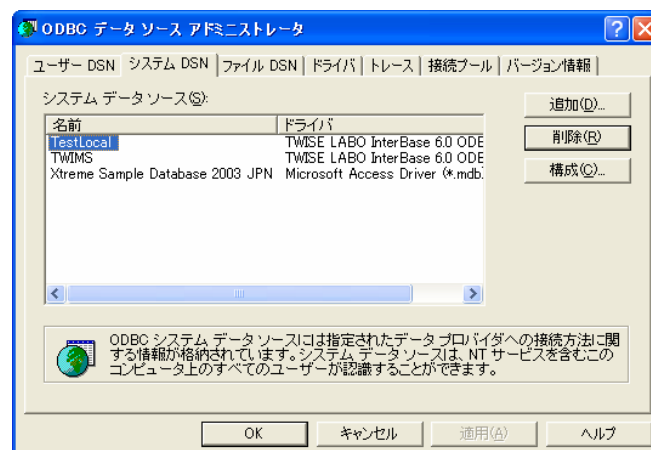 ODBC データ ソース アドミニストレータ
ユーザー DSN システム DSN ファイル DSN ドライバ トレース 接続プール バージョン情報
システム データ ソース(S):
名前 ドライバ
TestLocal TWISE LABO InterBase 6.0 ODE
TWIMS TWISE LABO InterBase 6.0 ODE
Xtreme Sample Database 2003 JPN Microsoft Access Driver (*.mdb)
追加(D)...
削除(R)
構成(C)...
ODBC システム データ ソースには指定されたデータ プロバイダへの接続方法に関
する情報が格納されています。システム データ ソースは、NT サービスを含むこの
コンピュータ上のすべてのユーザーが認識することができます。
OK キャンセル 適用(A) ヘルプ